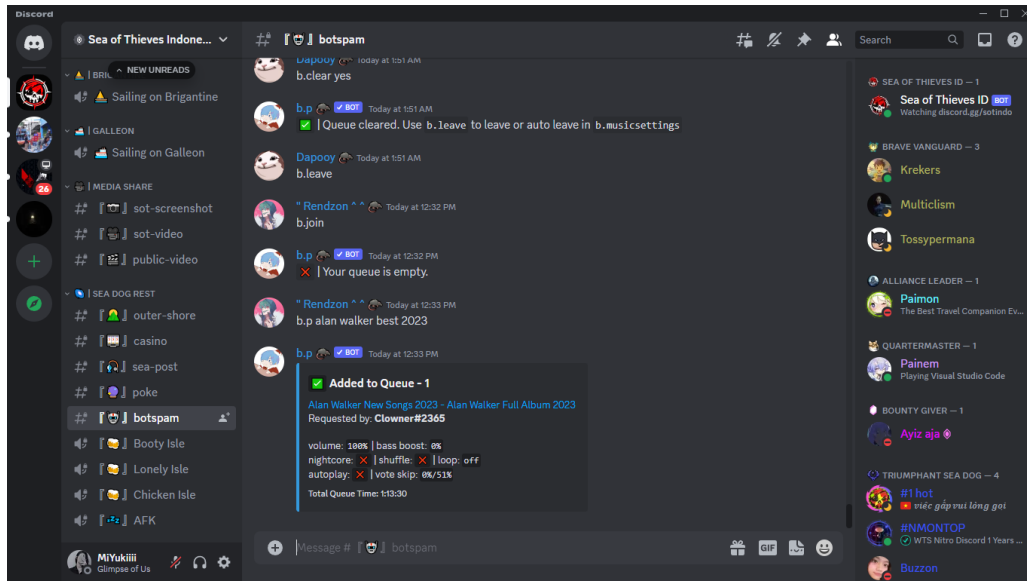 Discord
Sea of Thieves Indone...
NEW UNREADS
Sailing on Brigantine
| GALLEON
Sailing on Galleon
| MEDIA SHARE
『📷』sot-screenshot
『🎥』sot-video
『🎬』public-video
| SEA DOG REST
outer-shore
casino
sea-post
poke
botspam
Booty Isle
Lonely Isle
Chicken Isle
AFK
MiYukiiii
Glimpse of Us
26
botspam
Search
Dapooy Today at 1:51 AM
b.clear yes
b.p ✓ BOT Today at 1:51 AM
✅ | Queue cleared. Use b.leave to leave or auto leave in b.musicsettings
Dapooy Today at 1:51 AM
b.leave
" Rendzon ^ ^ Today at 12:32 PM
b.join
b.p ✓ BOT Today at 12:32 PM
❌ | Your queue is empty.
" Rendzon ^ ^ Today at 12:33 PM
b.p alan walker best 2023
b.p ✓ BOT Today at 12:33 PM
✅ Added to Queue - 1
Alan Walker New Songs 2023 - Alan Walker Full Album 2023
Requested by: Clowner#2365
volume: 100% | bass boost: 0%
nightcore: ❌ | shuffle: ❌ | loop: off
autoplay: ❌ | vote skip: 0%/51%
Total Queue Time: 1:13:30
Message # 『😈』 botspam
GIF
SEA OF THIEVES ID — 1
Sea of Thieves ID BOT
Watching discord.gg/sotindo
BRAVE VANGUARD — 3
Krekers
Multiclism
Tossypermana
ALLIANCE LEADER — 1
Paimon
The Best Travel Companion Ev...
QUARTERMASTER — 1
Painem
Playing Visual Studio Code
BOUNTY GIVER — 1
Ayiz aja
TRIUMPHANT SEA DOG — 4
#1 hot
việc gấp vui lòng gọi
#NMONTOP
WTS Nitro Discord 1 Years ...
Buzzon